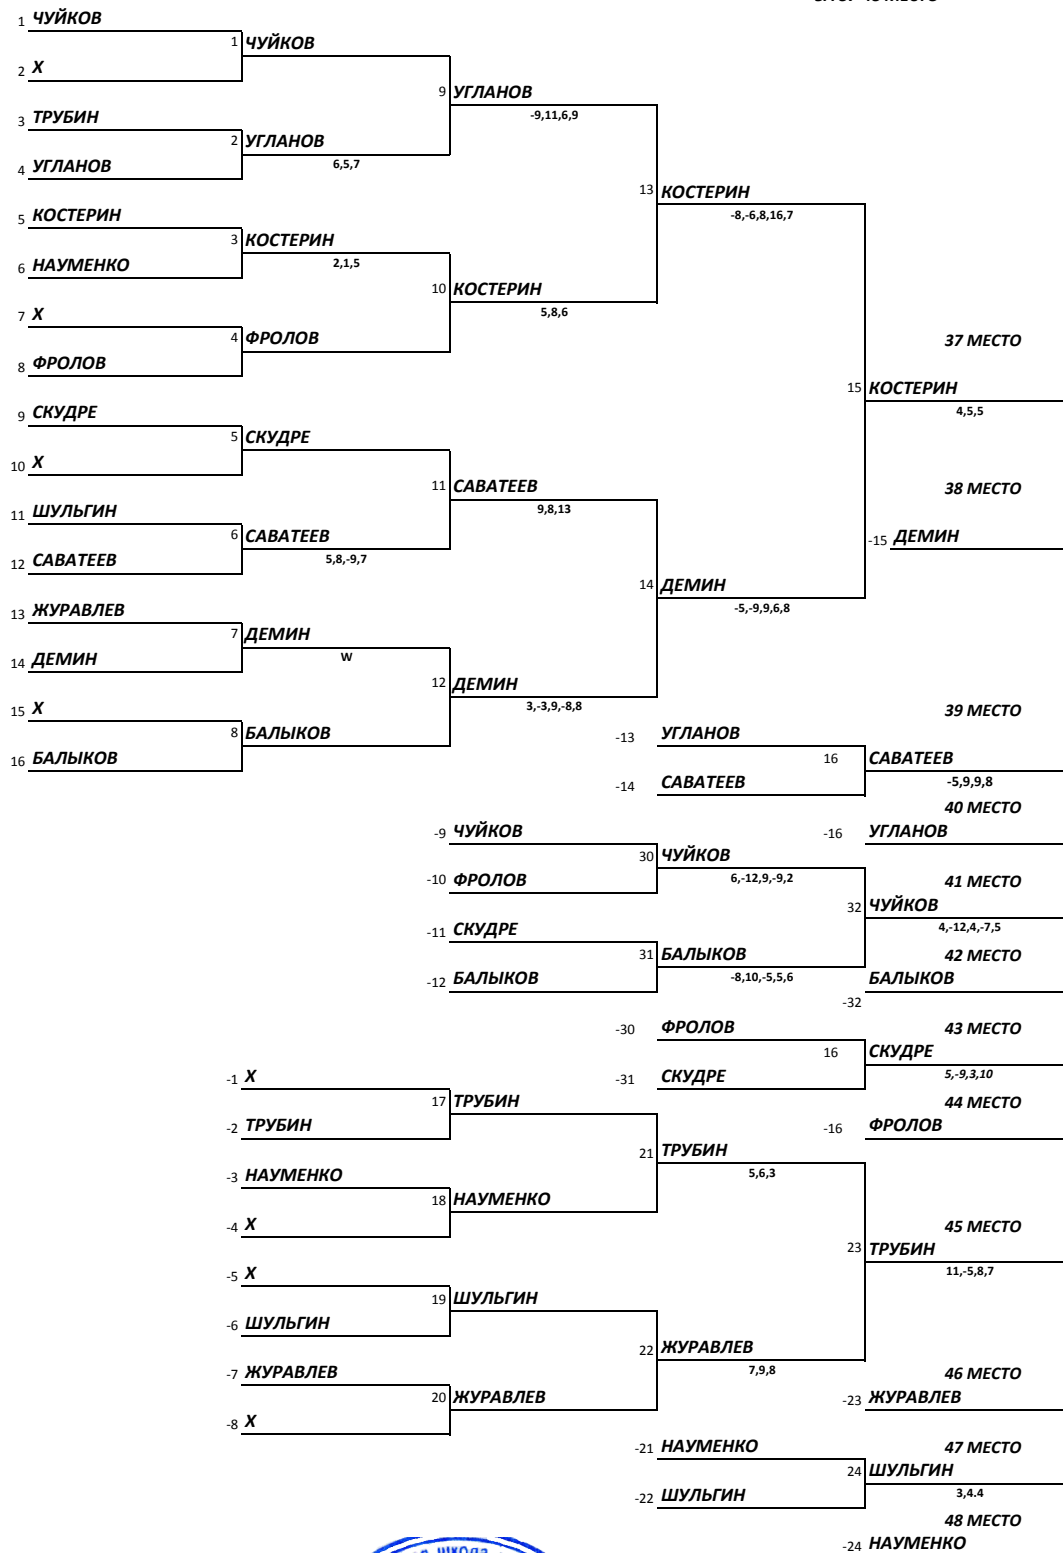 1 ЧУЙКОВ
1 ЧУЙКОВ
2 Х
9 УГЛАНОВ
-9,11,6,9
3 ТРУБИН
2 УГЛАНОВ
6,5,7
4 УГЛАНОВ
13 КОСТЕРИН
-8,-6,8,16,7
5 КОСТЕРИН
3 КОСТЕРИН
2,1,5
6 НАУМЕНКО
10 КОСТЕРИН
5,8,6
7 Х
4 ФРОЛОВ
37 МЕСТО
8 ФРОЛОВ
15 КОСТЕРИН
4,5,5
9 СКУДРЕ
5 СКУДРЕ
10 Х
11 САВАТЕЕВ
9,8,13
38 МЕСТО
11 ШУЛЬГИН
6 САВАТЕЕВ
5,8,-9,7
-15 ДЕМИН
12 САВАТЕЕВ
14 ДЕМИН
-5,-9,9,6,8
13 ЖУРАВЛЕВ
7 ДЕМИН
W
14 ДЕМИН
12 ДЕМИН
3,-3,9,-8,8
15 Х
39 МЕСТО
8 БАЛЫКОВ
-13 УГЛАНОВ
16 БАЛЫКОВ
16 САВАТЕЕВ
-5,9,9,8
-14 САВАТЕЕВ
40 МЕСТО
-9 ЧУЙКОВ
-16 УГЛАНОВ
30 ЧУЙКОВ
6,-12,9,-9,2
-10 ФРОЛОВ
41 МЕСТО
32 ЧУЙКОВ
4,-12,4,-7,5
-11 СКУДРЕ
31 БАЛЫКОВ
-8,10,-5,5,6
42 МЕСТО
-12 БАЛЫКОВ
БАЛЫКОВ
-32
-30 ФРОЛОВ
43 МЕСТО
16 СКУДРЕ
5,-9,3,10
-1 Х
-31 СКУДРЕ
17 ТРУБИН
44 МЕСТО
-2 ТРУБИН
-16 ФРОЛОВ
21 ТРУБИН
5,6,3
-3 НАУМЕНКО
18 НАУМЕНКО
-4 Х
45 МЕСТО
23 ТРУБИН
11,-5,8,7
-5 Х
19 ШУЛЬГИН
-6 ШУЛЬГИН
22 ЖУРАВЛЕВ
7,9,8
-7 ЖУРАВЛЕВ
46 МЕСТО
20 ЖУРАВЛЕВ
-23 ЖУРАВЛЕВ
-8 Х
-21 НАУМЕНКО
47 МЕСТО
24 ШУЛЬГИН
3,4.4
-22 ШУЛЬГИН
48 МЕСТО
-24 НАУМЕНКО